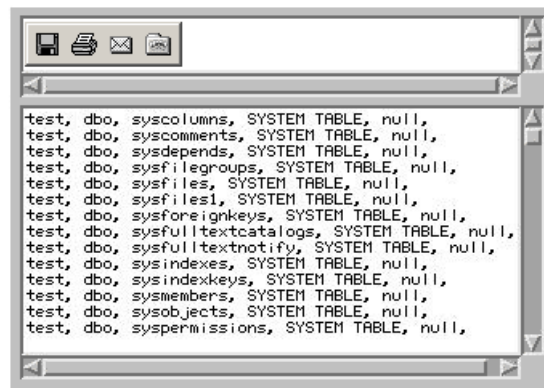 test, dbo, syscolumns, SYSTEM TABLE, null,
test, dbo, syscomments, SYSTEM TABLE, null,
test, dbo, sysdepends, SYSTEM TABLE, null,
test, dbo, sysfilegroups, SYSTEM TABLE, null,
test, dbo, sysfiles, SYSTEM TABLE, null,
test, dbo, sysfiles1, SYSTEM TABLE, null,
test, dbo, sysforeignkeys, SYSTEM TABLE, null,
test, dbo, sysfulltextcatalogs, SYSTEM TABLE, null,
test, dbo, sysfulltextnotify, SYSTEM TABLE, null,
test, dbo, sysindexes, SYSTEM TABLE, null,
test, dbo, sysindexkeys, SYSTEM TABLE, null,
test, dbo, sysmembers, SYSTEM TABLE, null,
test, dbo, sysobjects, SYSTEM TABLE, null,
test, dbo, syspermissions, SYSTEM TABLE, null,